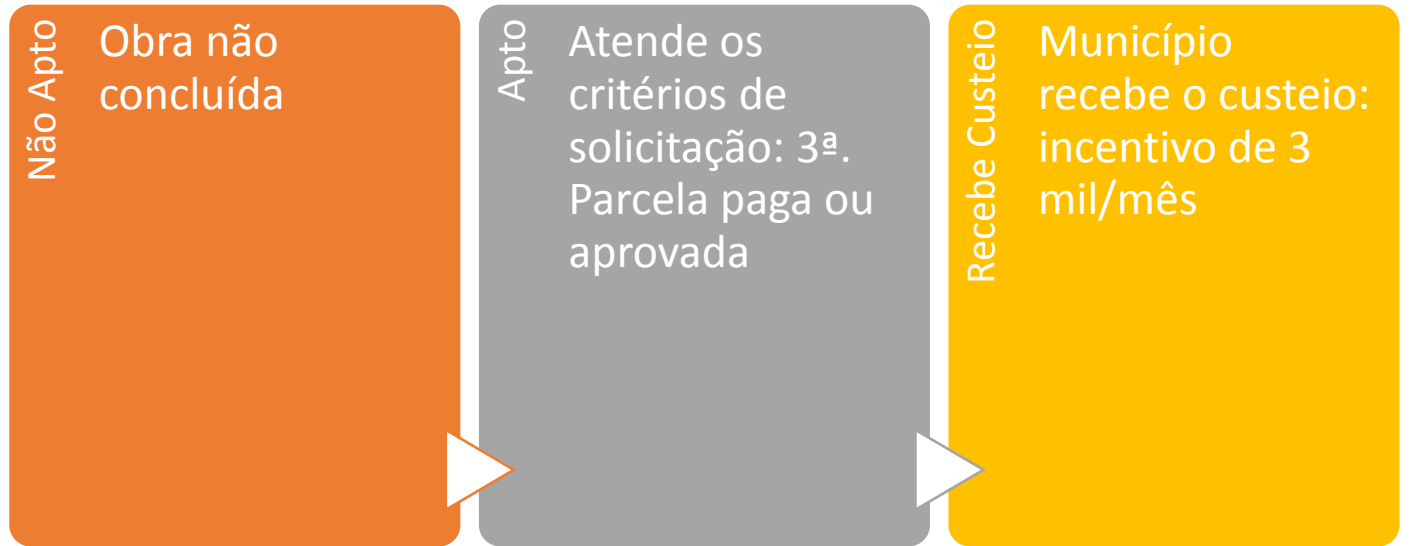 Não Apto
Obra não
concluída
Apto
Atende os
critérios de
solicitação: 3ª.
Parcela paga ou
aprovada
Recebe Custeio
Município
recebe o custeio:
incentivo de 3
mil/mês